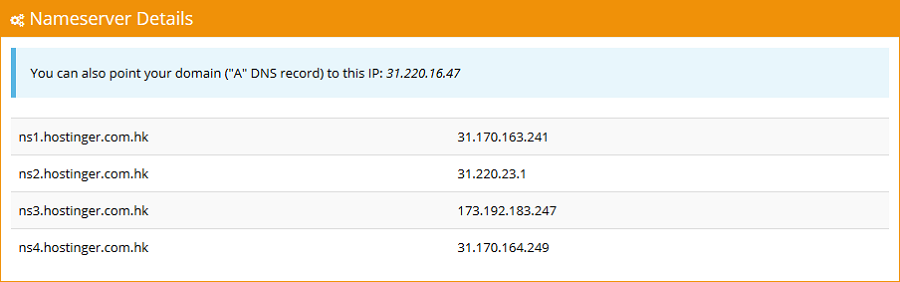 Nameserver Details
You can also point your domain ("A" DNS record) to this IP: 31.220.16.47
ns1.hostinger.com.hk 31.170.163.241
ns2.hostinger.com.hk 31.220.23.1
ns3.hostinger.com.hk 173.192.183.247
ns4.hostinger.com.hk 31.170.164.249